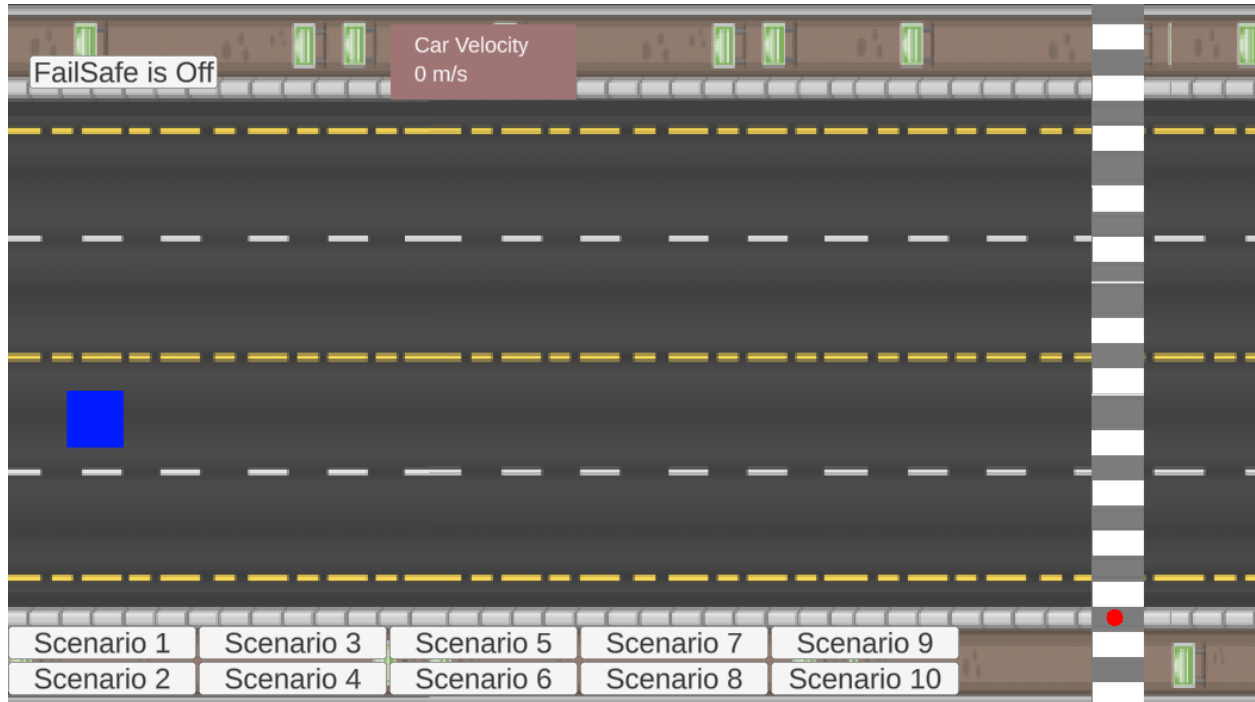 Car Velocity
0 m/s
FailSafe is Off
Scenario 1
Scenario 3
Scenario 5
Scenario 7
Scenario 9
Scenario 2
Scenario 4
Scenario 6
Scenario 8
Scenario 10